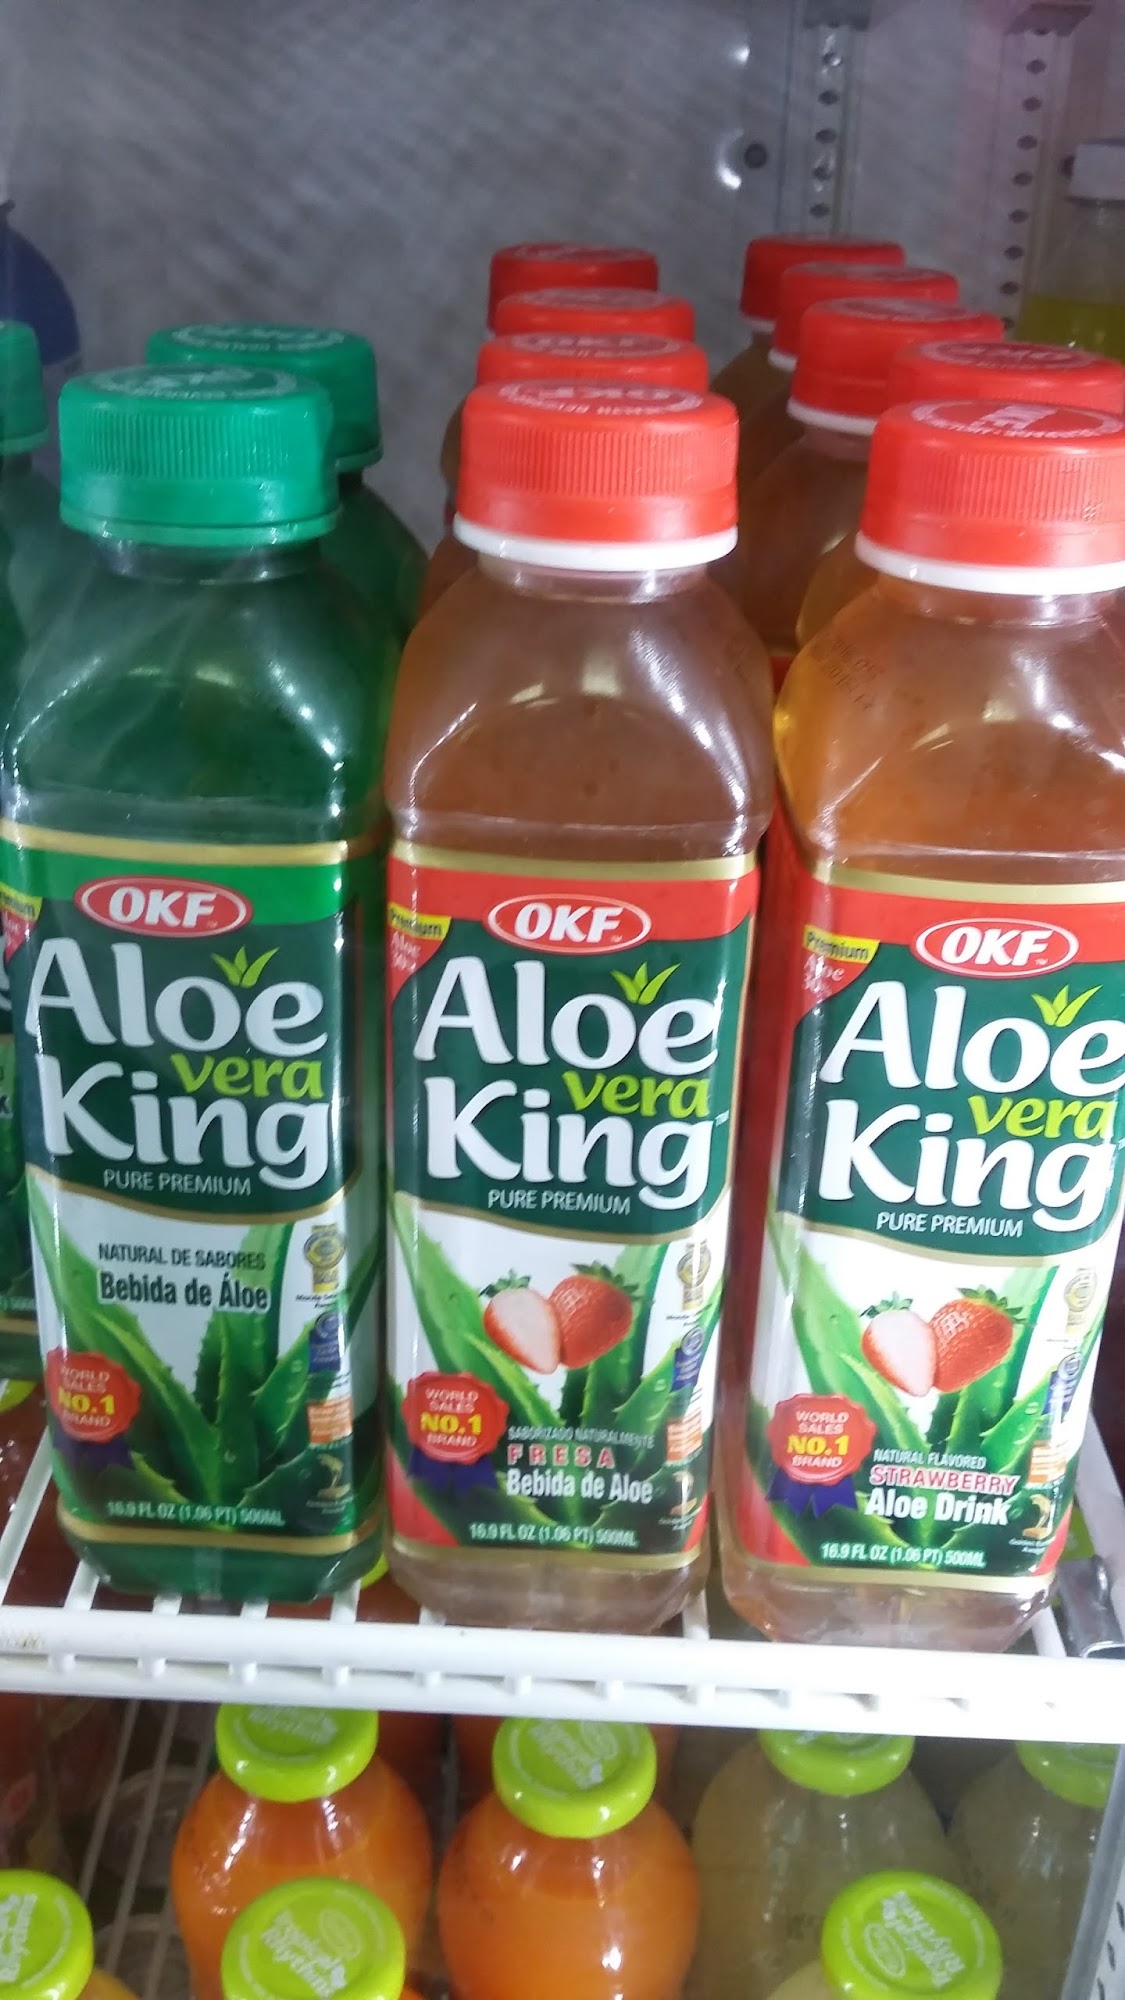 OKF
Aloe
vera
King
PURE PREMIUM
NATURAL DE SABORES
Bebida de Áloe
WORLD
SALES
NO.1
BRAND
16.9 FL OZ (1.06 PT) 500ML
OKF
Premium
Aloe
Aloe
vera
King
PURE PREMIUM
WORLD
SALES
NO.1
BRAND
SABORIZADO NATURALMENTE
FRESA
Bebida de Aloe
16.9 FL OZ (1.06 PT) 500ML
OKF
Premium
Aloe
Aloe
vera
King
PURE PREMIUM
WORLD
SALES
NO.1
BRAND
NATURAL FLAVORED
STRAWBERRY
Aloe Drink
16.9 FL OZ (1.06 PT) 500ML